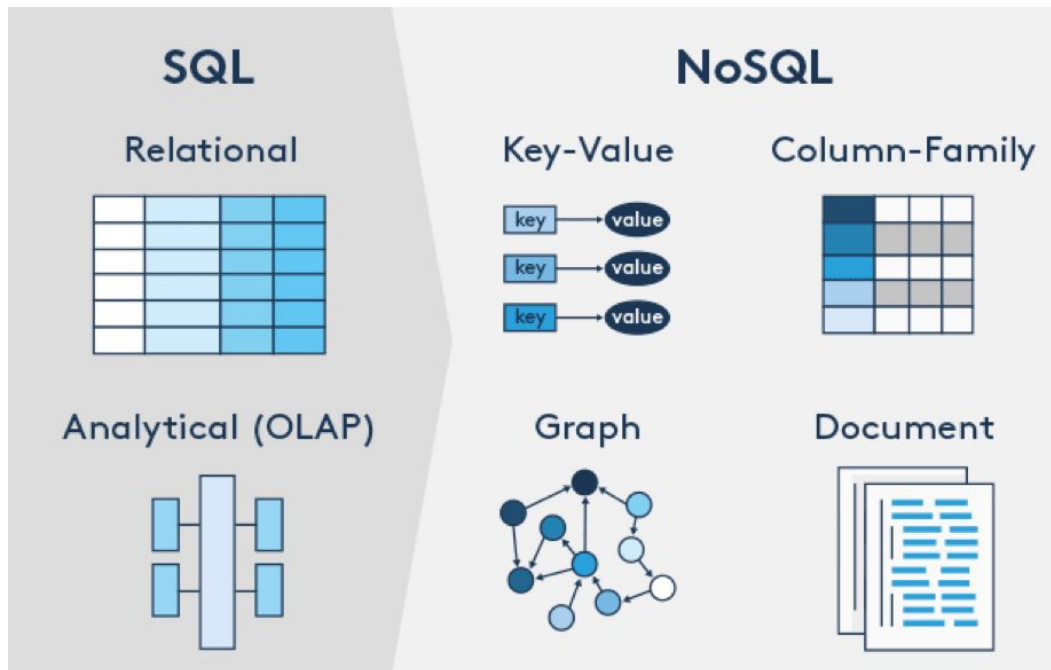 SQL
NoSQL
Relational
Key-Value
Column-Family
key
value
key
value
key
value
Analytical (OLAP)
Graph
Document